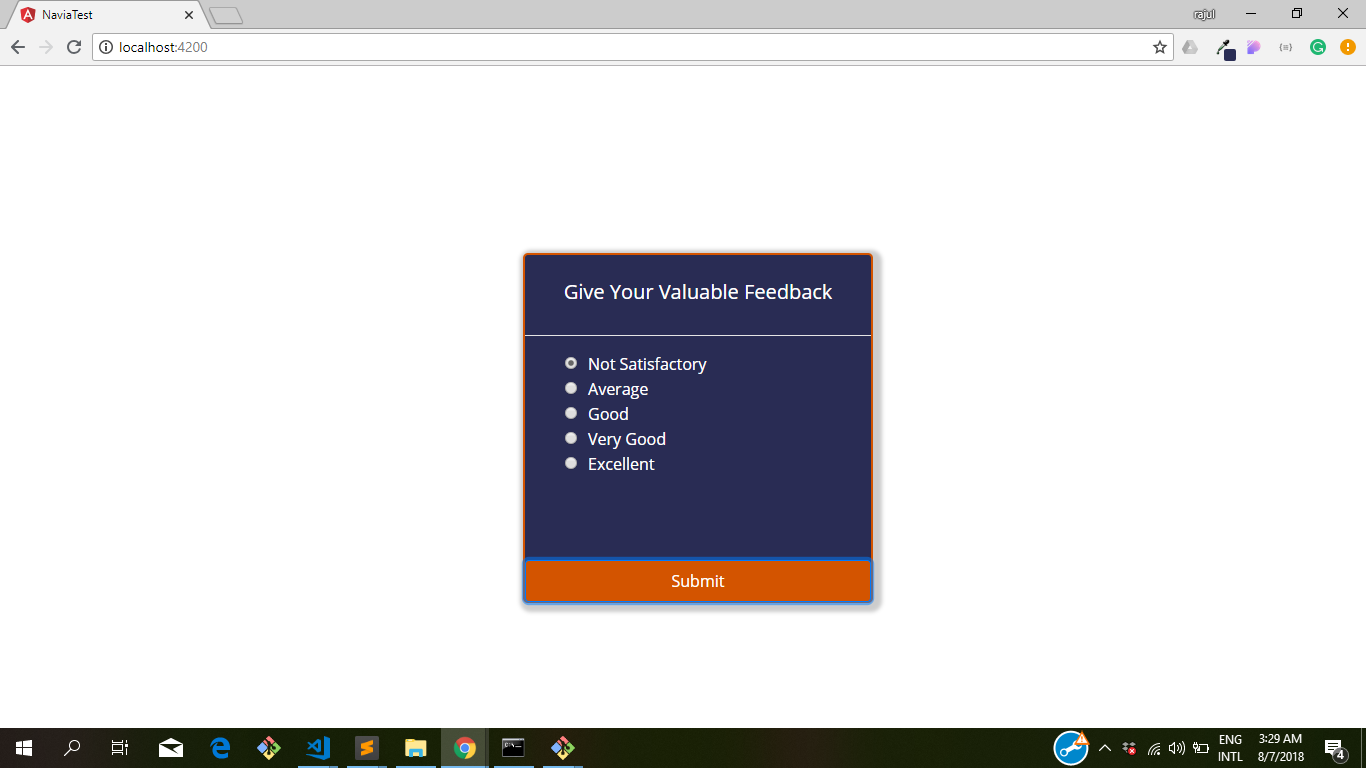 NaviaTest
rajul
localhost:4200
Give Your Valuable Feedback
Not Satisfactory
Average
Good
Very Good
Excellent
Submit
ENG
INTL
3:29 AM
8/7/2018
4